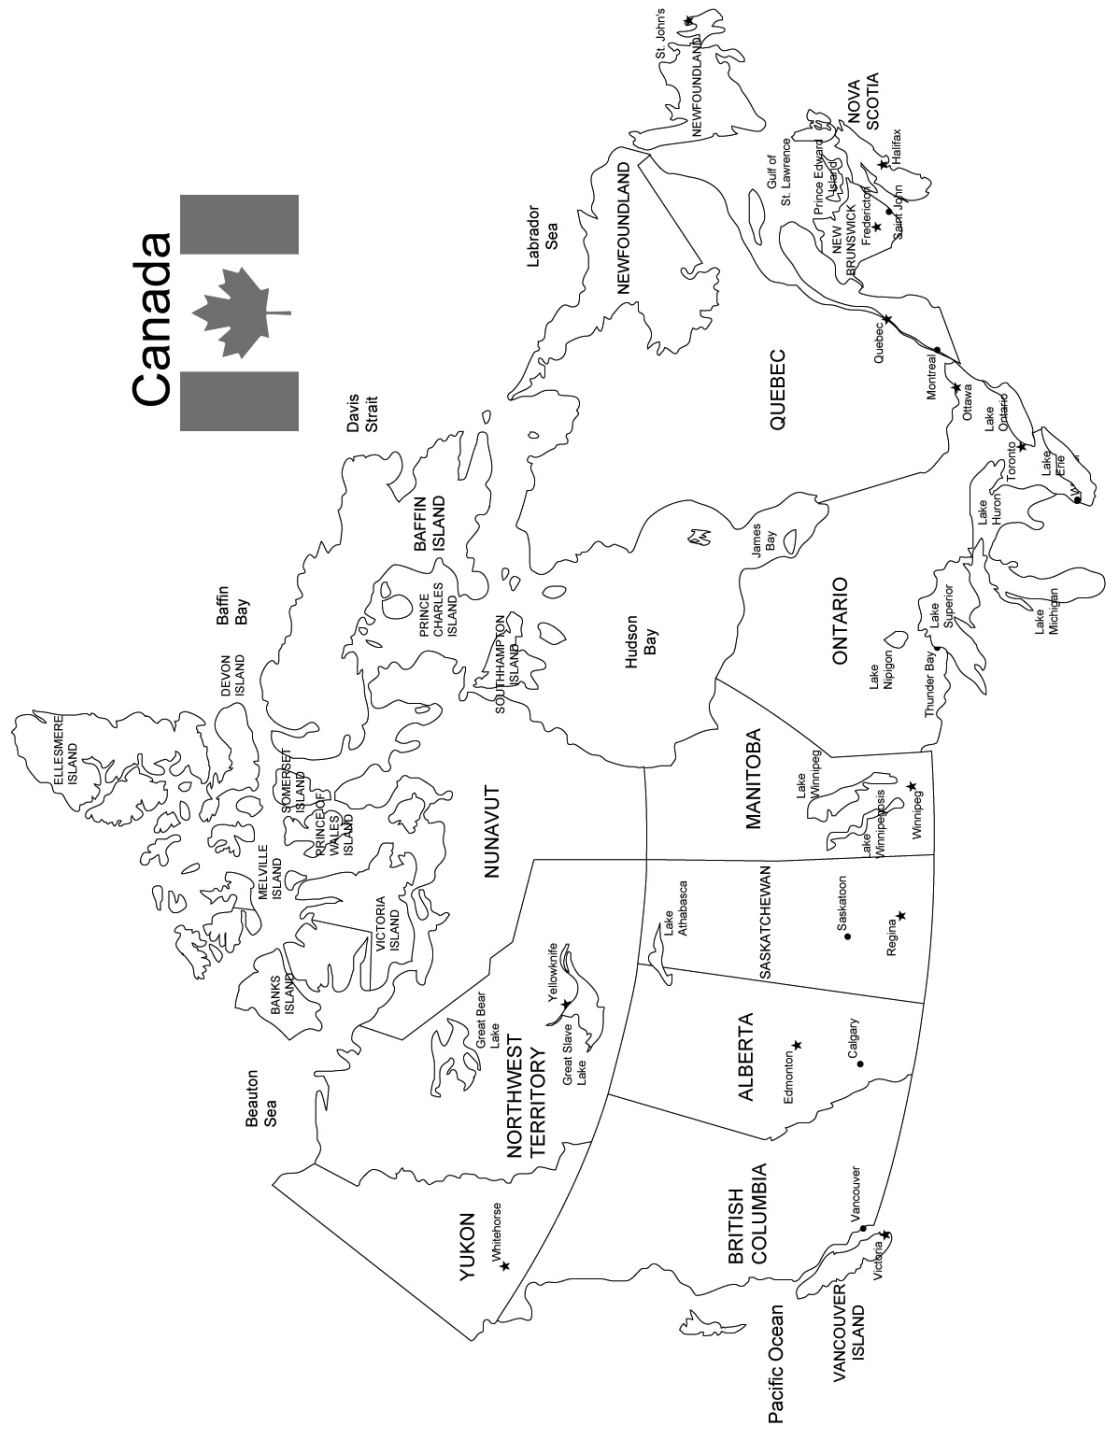 Canada
ELLESMERE
ISLAND
Baffin
Bay
DEVON
ISLAND
Davis
Strait
Labrador
Sea
Beauton
Sea
BANKS
ISLAND
MELVILLE
ISLAND
SOMERSET
ISLAND
PRINCE OF
WALES
ISLAND
VICTORIA
ISLAND
PRINCE
CHARLES
ISLAND
BAFFIN
ISLAND
SOUTHHAMPTON
ISLAND
NUNAVUT
YUKON
Whitehorse
NORTHWEST
TERRITORY
Great Bear
Lake
Great Slave
Lake
Yellowknife
Hudson
Bay
James
Bay
NEWFOUNDLAND
NEWFOUNDLAND
St. John's
Gulf of
St. Lawrence
Prince Edward
Island
NEW
BRUNSWICK
Fredericton
Saint John
NOVA
SCOTIA
Halifax
QUEBEC
Quebec
Montreal
Ottawa
Lake
Ontario
Toronto
Lake
Erie
Lake
Huron
ONTARIO
Lake
Superior
Lake
Michigan
Lake
Nipigon
Thunder Bay
MANITOBA
Lake
Winnipeg
Lake
Winnipegosis
Winnipeg
SASKATCHEWAN
Lake
Athabasca
Saskatoon
Regina
ALBERTA
Edmonton
Calgary
BRITISH
COLUMBIA
Vancouver
Victoria
VANCOUVER
ISLAND
Pacific Ocean